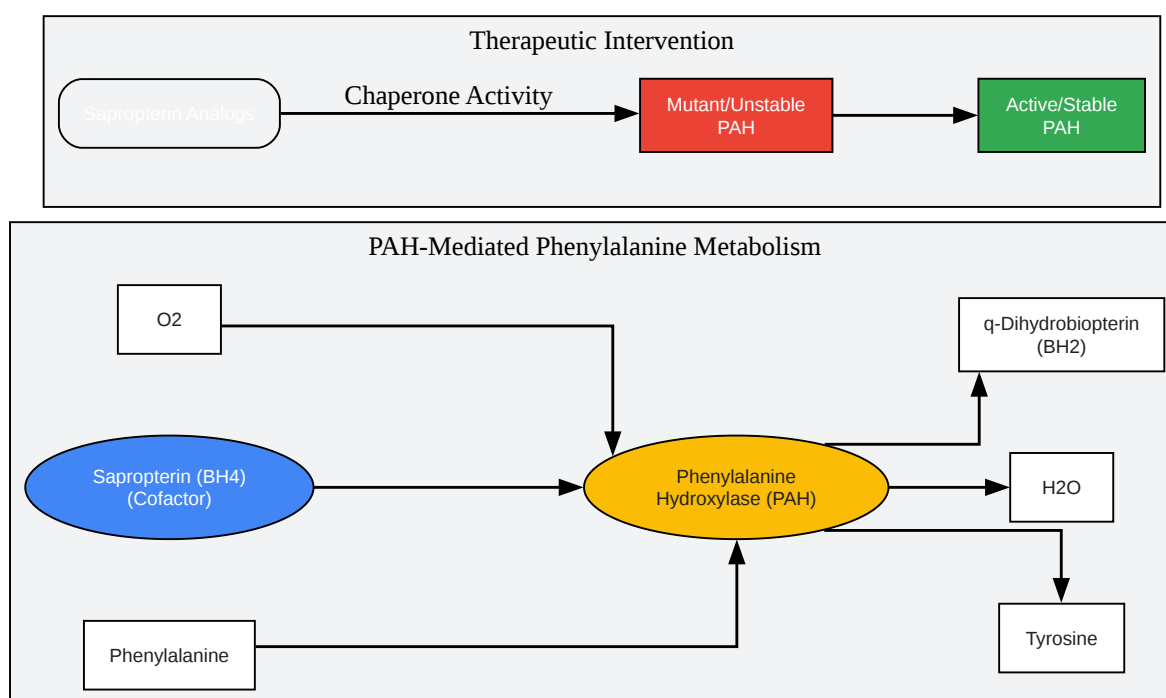 Therapeutic Intervention
Sapropterin Analogs
Chaperone Activity
Mutant/Unstable
PAH
Active/Stable
PAH
PAH-Mediated Phenylalanine Metabolism
O2
q-Dihydrobiopterin
(BH2)
Sapropterin (BH4)
(Cofactor)
Phenylalanine
Hydroxylase (PAH)
H2O
Phenylalanine
Tyrosine